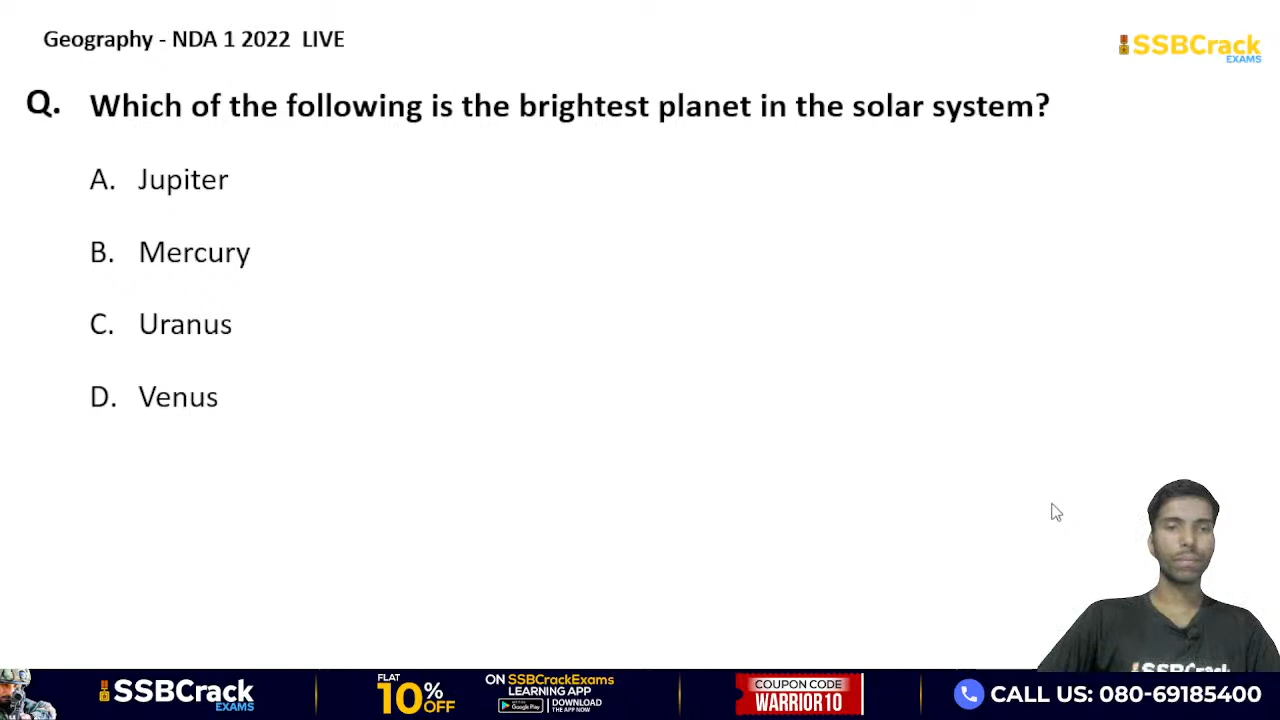 Geography - NDA 1 2022 LIVE
SSBCrack
EXAMS
Q. Which of the following is the brightest planet in the solar system?
A. Jupiter
B. Mercury
C. Uranus
D. Venus
SSBCrack
SSBCrack
EXAMS
FLAT
10% OFF
ON SSBCrackExams
LEARNING APP
Google Play
DOWNLOAD
THE APP NOW
COUPON CODE
WARRIOR10
CALL US: 080-69185400